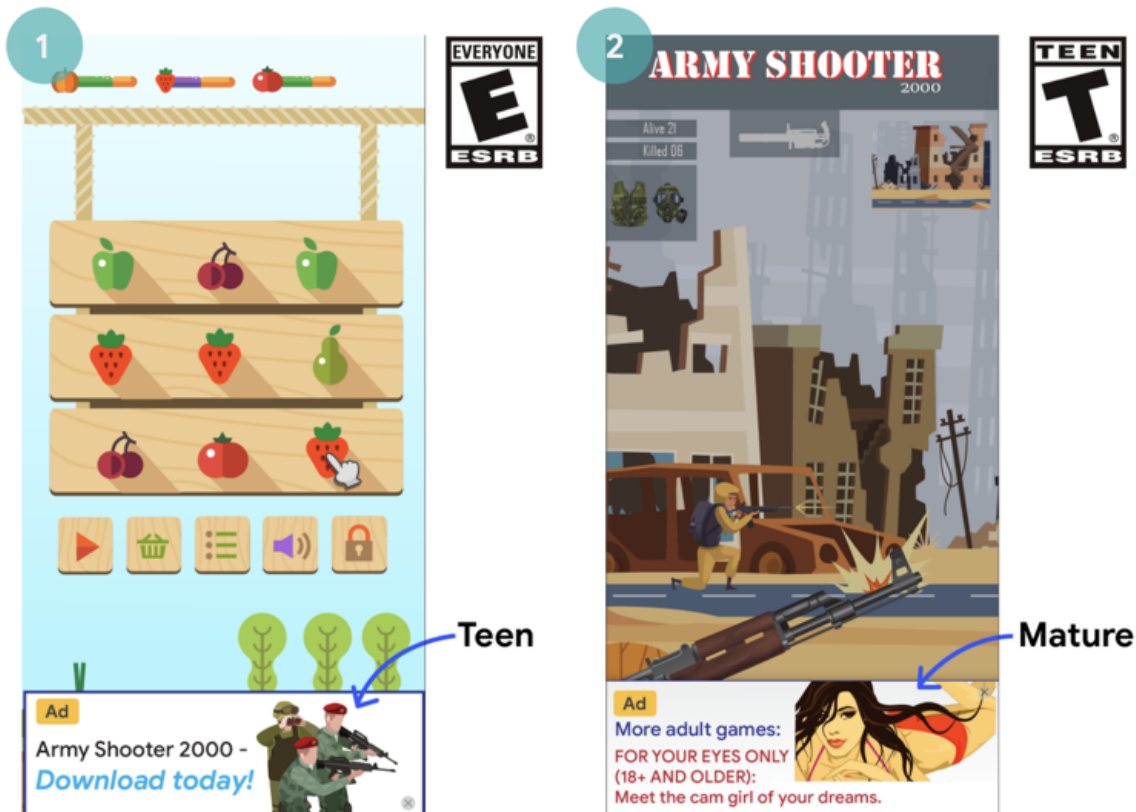 1
EVERYONE
E
®
ESRB
Ad
Army Shooter 2000 -
Download today!
Teen
2
ARMY SHOOTER
2000
Alive 21
Killed 06
TEEN
T
®
ESRB
Ad
More adult games:
FOR YOUR EYES ONLY
(18+ AND OLDER):
Meet the cam girl of your dreams.
Mature